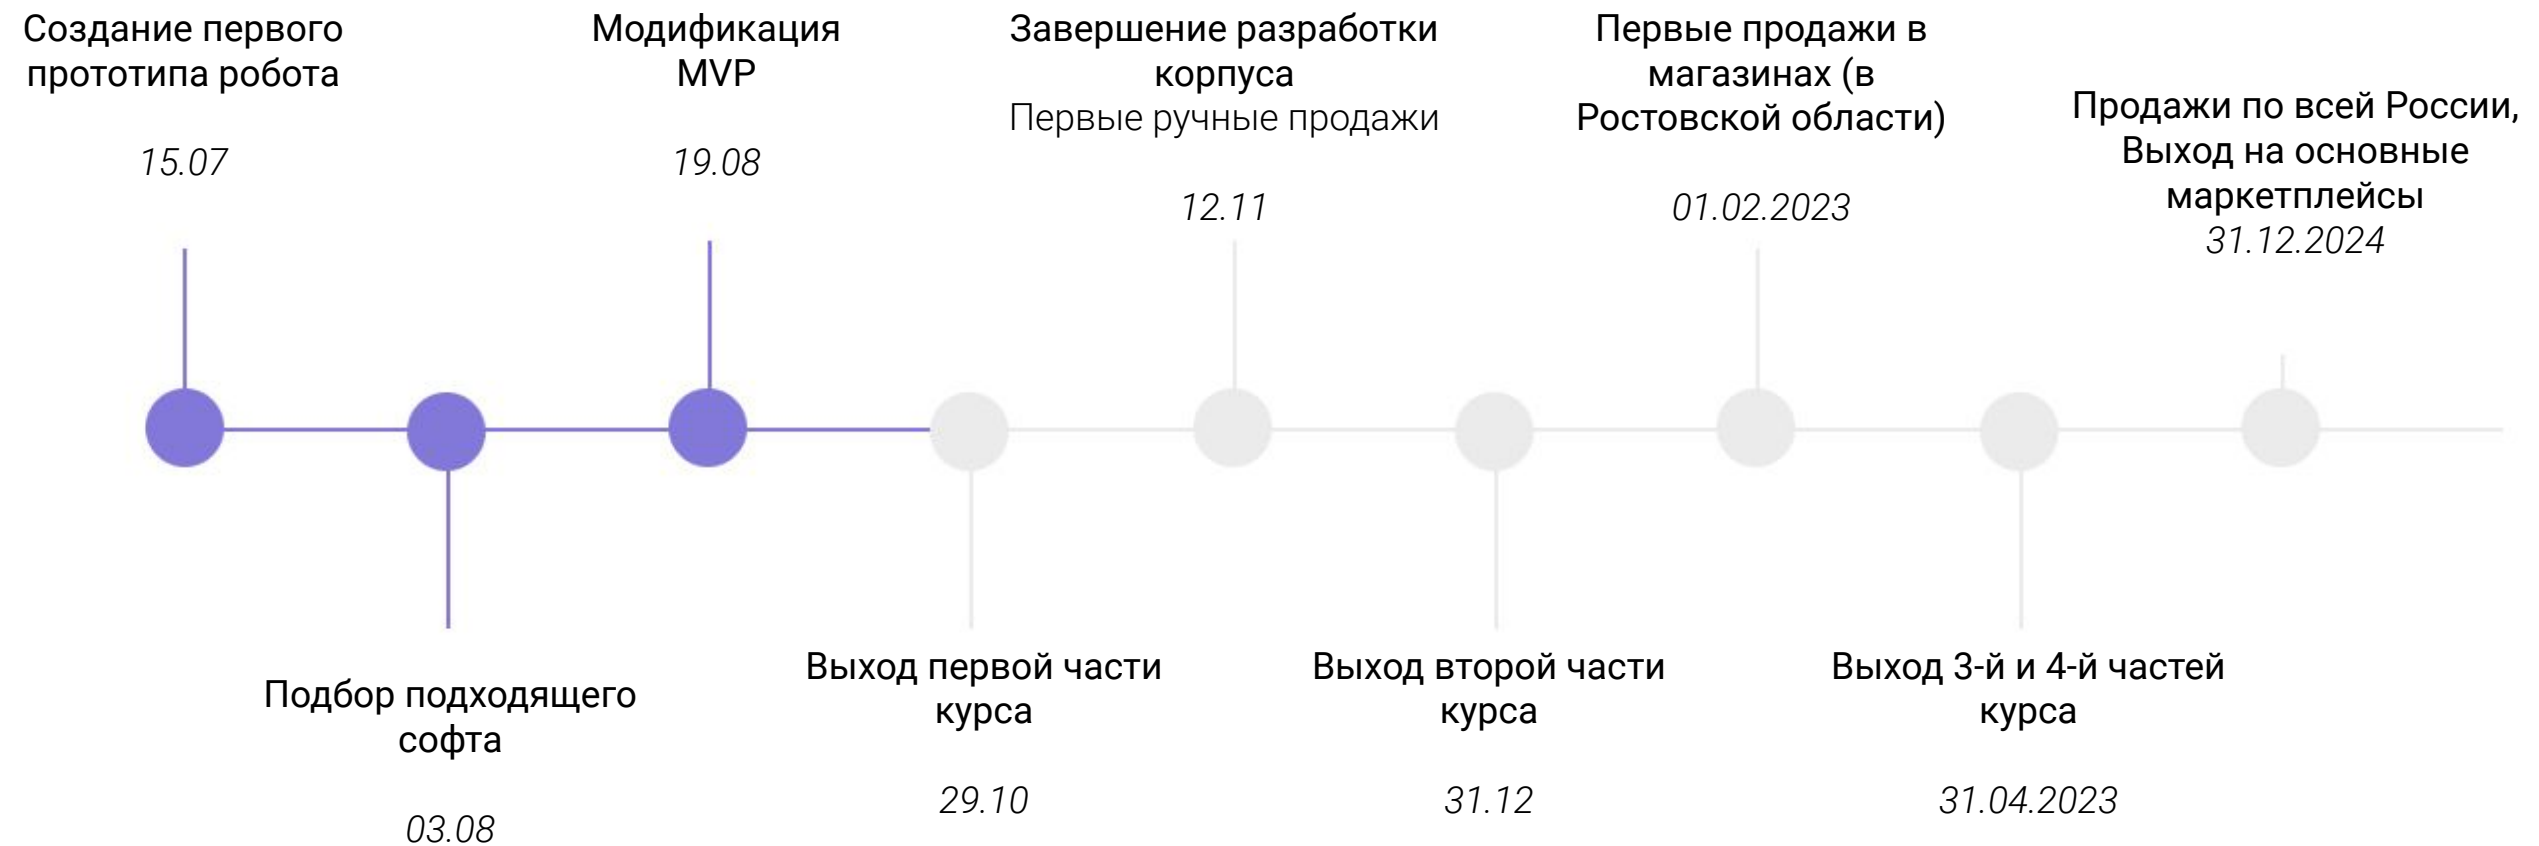 Создание первого
прототипа робота
15.07
Подбор подходящего
софта
03.08
Модификация
MVP
19.08
Выход первой части
курса
29.10
Завершение разработки
корпуса
Первые ручные продажи
12.11
Выход второй части
курса
31.12
Первые продажи в
магазинах (в
Ростовской области)
01.02.2023
Выход 3-й и 4-й частей
курса
31.04.2023
Продажи по всей России,
Выход на основные
маркетплейсы
31.12.2024